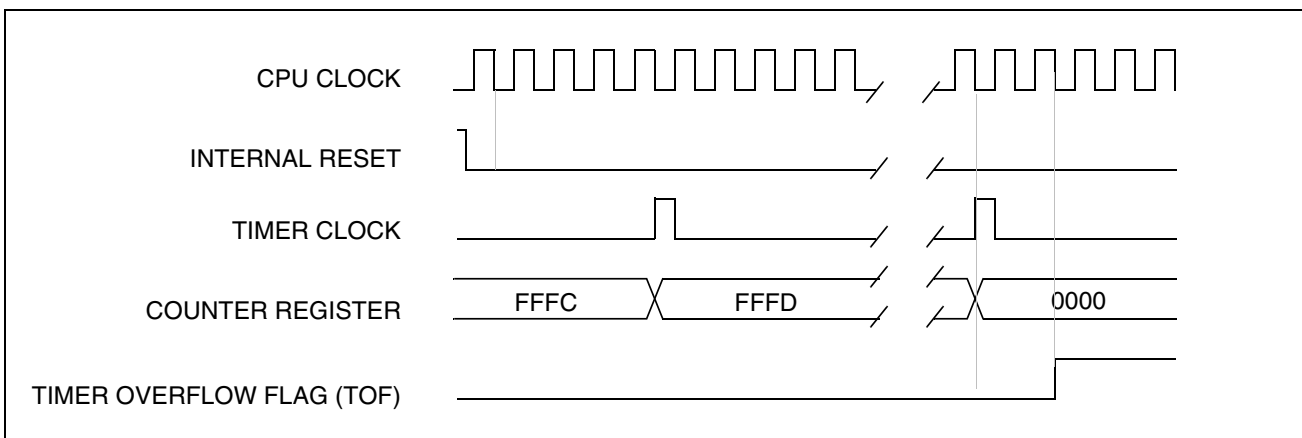 CPU CLOCK
INTERNAL RESET
TIMER CLOCK
COUNTER REGISTER
FFFC
FFFD
0000
TIMER OVERFLOW FLAG (TOF)